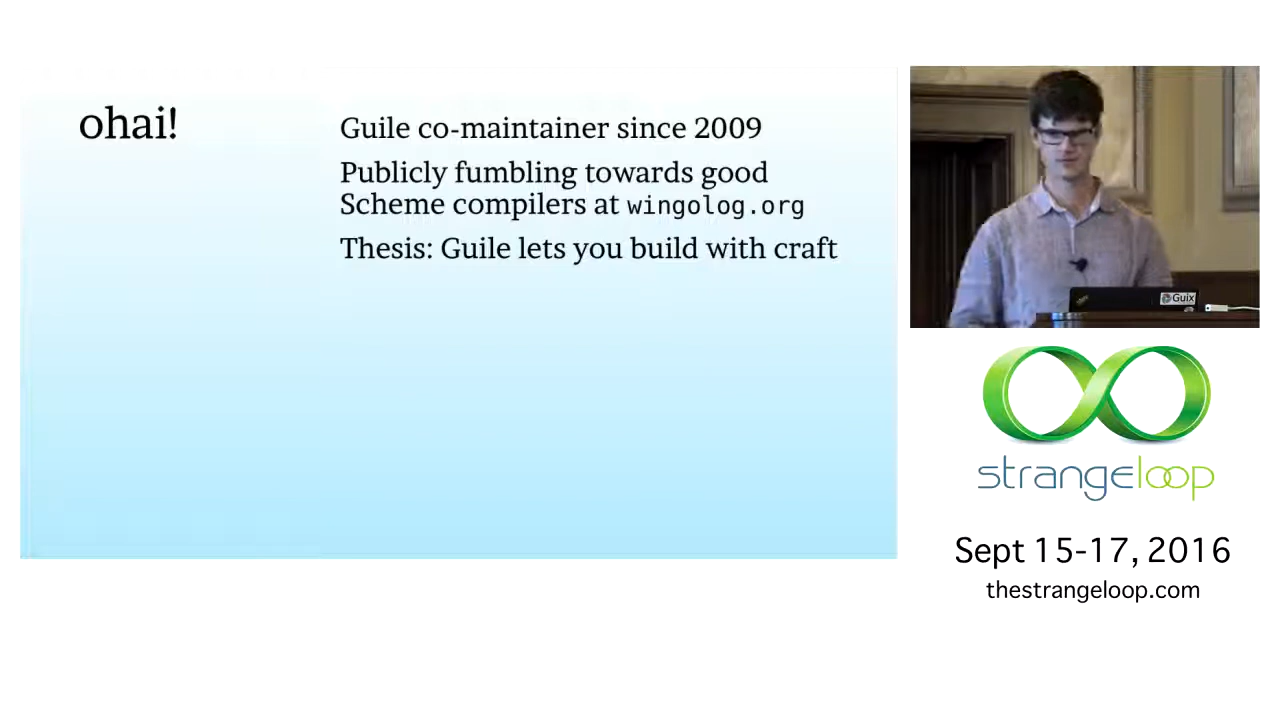 ohai!
Guile co-maintainer since 2009
Publicly fumbling towards good
Scheme compilers at wingolog.org
Thesis: Guile lets you build with craft
Guix
strangeloop
Sept 15-17, 2016
thestrangeloop.com